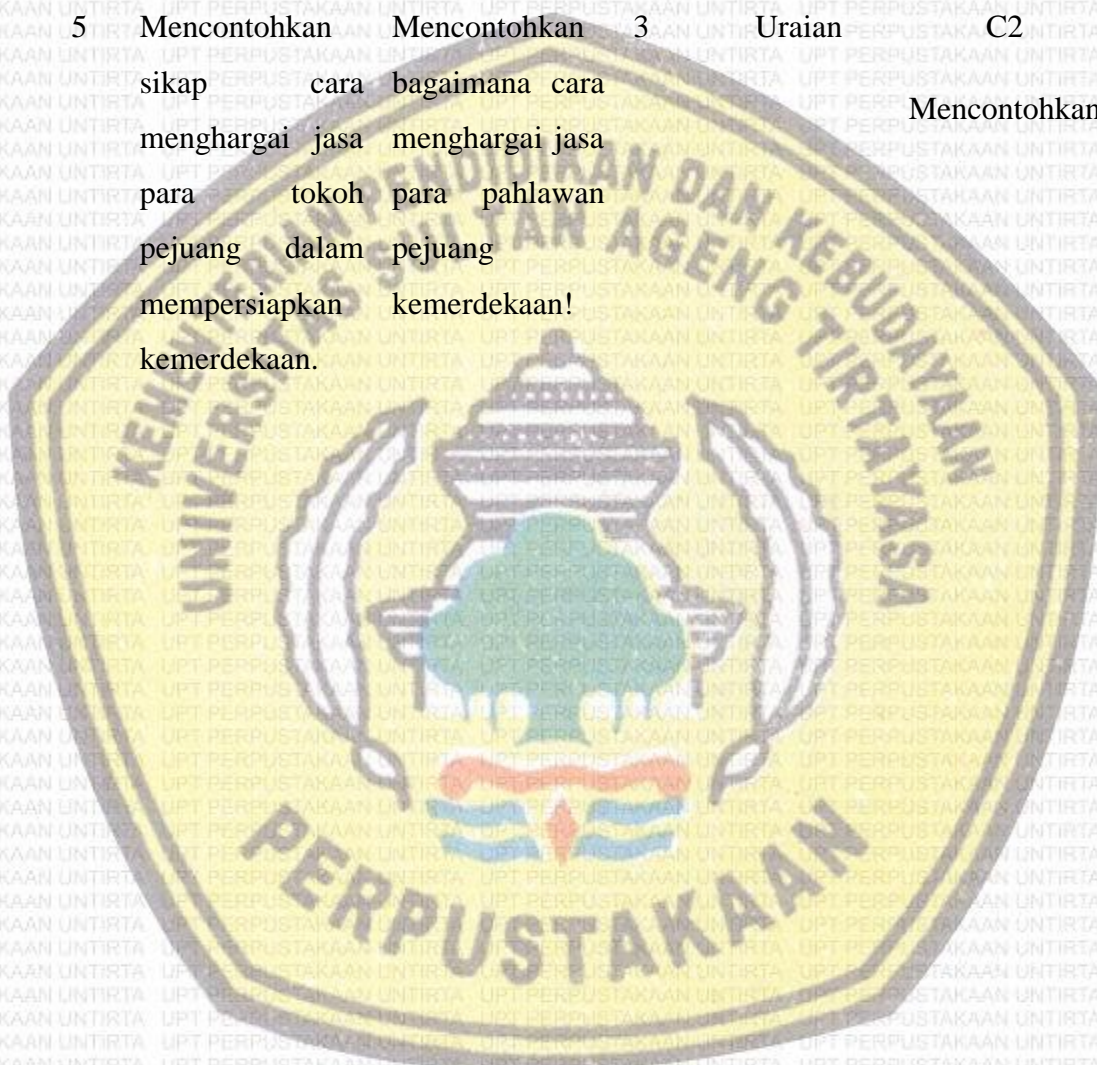 5 Mencontohkan Mencontohkan 3 Uraian C2
sikap cara bagaimana cara
Mencontohkan
menghargai jasa menghargai jasa
para tokoh para pahlawan
pejuang dalam pejuang
mempersiapkan kemerdekaan!
kemerdekaan.
KEMENTERIAN PENDIDIKAN DAN KEBUDAYAAN
UNIVERSITAS SULTAN AGENG TIRTAYASA
PERPUSTAKAAN